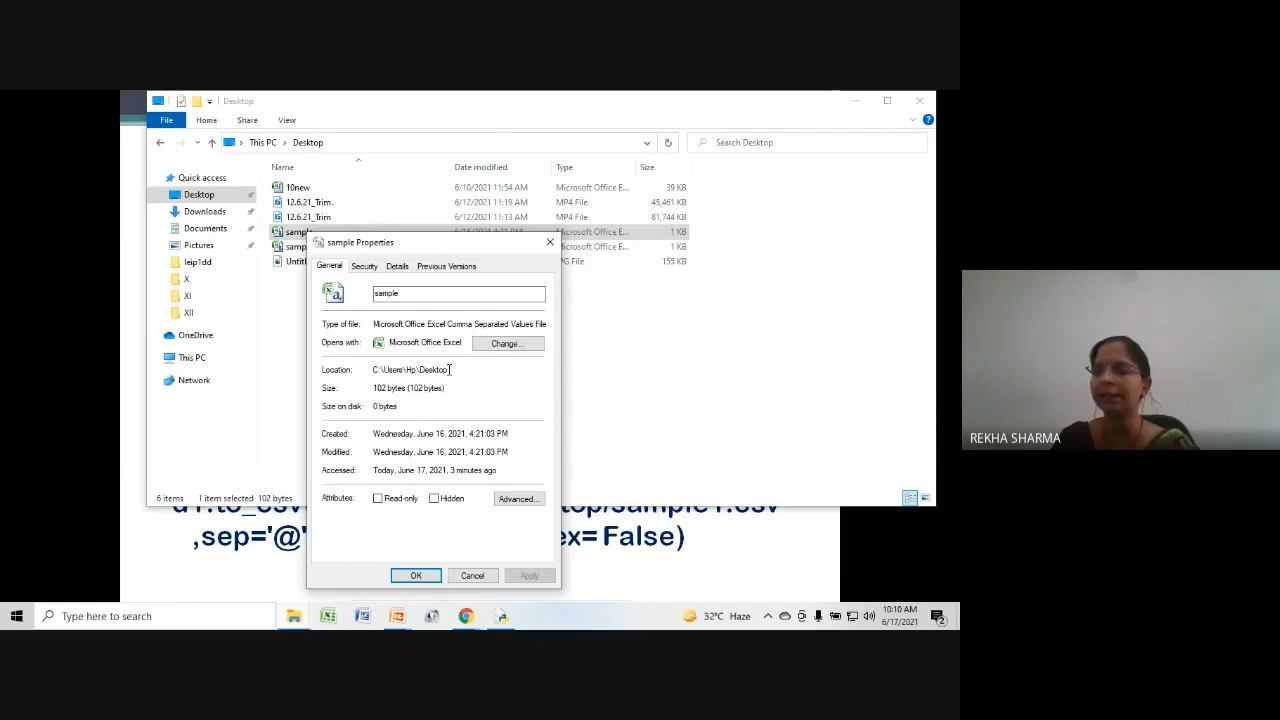 Desktop
File Home Share View
This PC Desktop
Search Desktop
Name Date modified Type Size
Quick access
Desktop
Downloads
Documents
Pictures
leip1dd
X
XI
XII
OneDrive
This PC
Network
10new 6/10/2021 11:54 AM Microsoft Office E... 39 KB
12.6.21_Trim. 6/12/2021 11:19 AM MP4 File 45,461 KB
12.6.21_Trim 6/12/2021 11:13 AM MP4 File 81,744 KB
sample Microsoft Office E... 1 KB
Microsoft Office E... 1 KB
File 155 KB
sample Properties
General Security Details Previous Versions
sample
Type of file: Microsoft Office Excel Comma Separated Values File
Opens with: Microsoft Office Excel Change...
Location: C:\Users\Hp\Desktop
Size: 102 bytes (102 bytes)
Size on disk: 0 bytes
Created: Wednesday, June 16, 2021, 4:21:03 PM
Modified: Wednesday, June 16, 2021, 4:21:03 PM
Accessed: Today, June 17, 2021, 3 minutes ago
Attributes: Read-only Hidden Advanced...
OK Cancel Apply
6 items 1 item selected 102 bytes
,sep='@' False)
Type here to search
32°C Haze
10:10 AM
6/17/2021
2
REKHA SHARMA